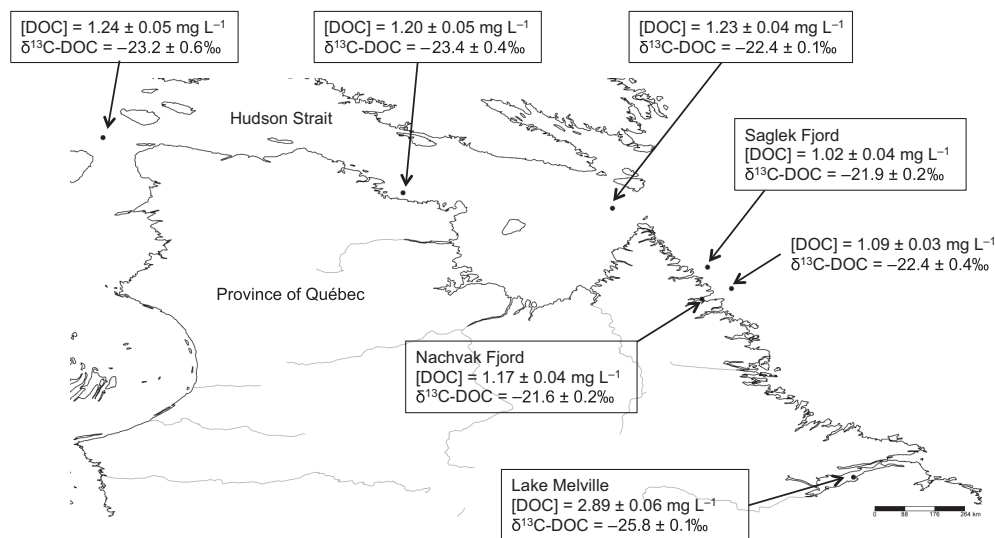 [DOC] = 1.24 ± 0.05 mg L⁻¹
δ¹³C-DOC = –23.2 ± 0.6‰
[DOC] = 1.20 ± 0.05 mg L⁻¹
δ¹³C-DOC = –23.4 ± 0.4‰
[DOC] = 1.23 ± 0.04 mg L⁻¹
δ¹³C-DOC = –22.4 ± 0.1‰
Hudson Strait
Saglek Fjord
[DOC] = 1.02 ± 0.04 mg L⁻¹
δ¹³C-DOC = –21.9 ± 0.2‰
[DOC] = 1.09 ± 0.03 mg L⁻¹
δ¹³C-DOC = –22.4 ± 0.4‰
Province of Québec
Nachvak Fjord
[DOC] = 1.17 ± 0.04 mg L⁻¹
δ¹³C-DOC = –21.6 ± 0.2‰
Lake Melville
[DOC] = 2.89 ± 0.06 mg L⁻¹
δ¹³C-DOC = –25.8 ± 0.1‰
0 88 176 264 km